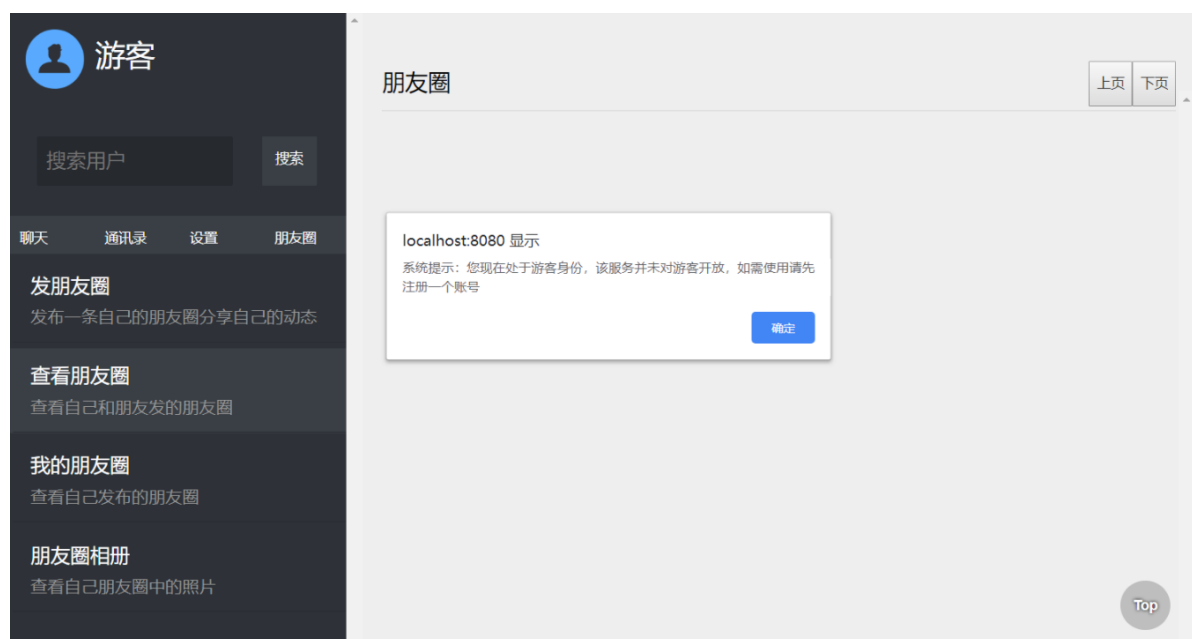 游客
搜索用户
搜索
聊天 通讯录 设置 朋友圈
发朋友圈
发布一条自己的朋友圈分享自己的动态
查看朋友圈
查看自己和朋友发的朋友圈
我的朋友圈
查看自己发布的朋友圈
朋友圈相册
查看自己朋友圈中的照片
朋友圈
上页 下页
localhost:8080 显示
系统提示：您现在处于游客身份，该服务并未对游客开放，如需使用请先
注册一个账号
确定
Top